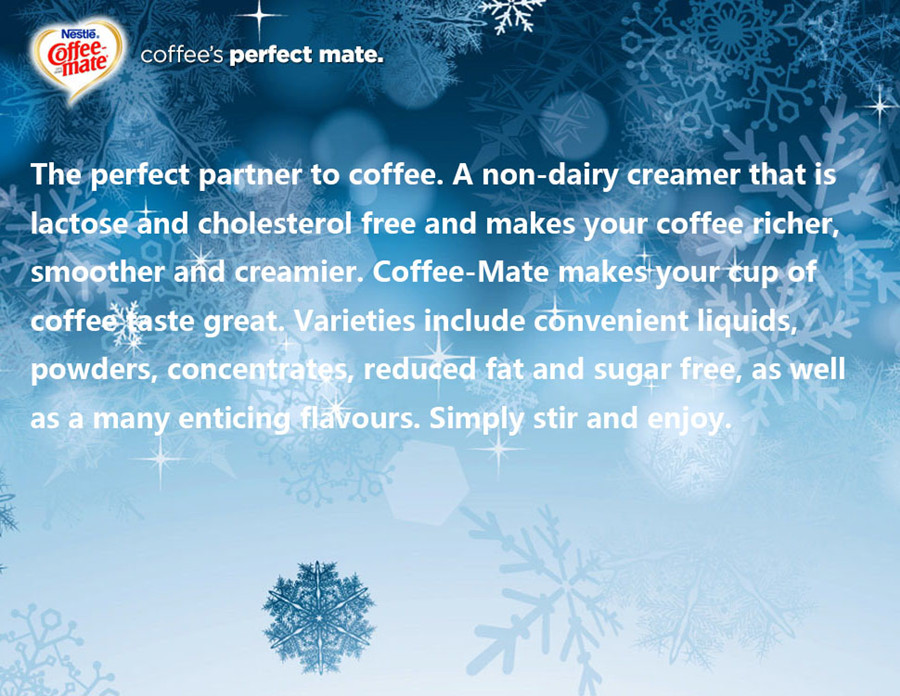 Nestlé®
Coffee-
mate®
coffee's perfect mate.
The perfect partner to coffee. A non-dairy creamer that is
lactose and cholesterol free and makes your coffee richer,
smoother and creamier. Coffee-Mate makes your cup of
coffee taste great. Varieties include convenient liquids,
powders, concentrates, reduced fat and sugar free, as well
as a many enticing flavours. Simply stir and enjoy.